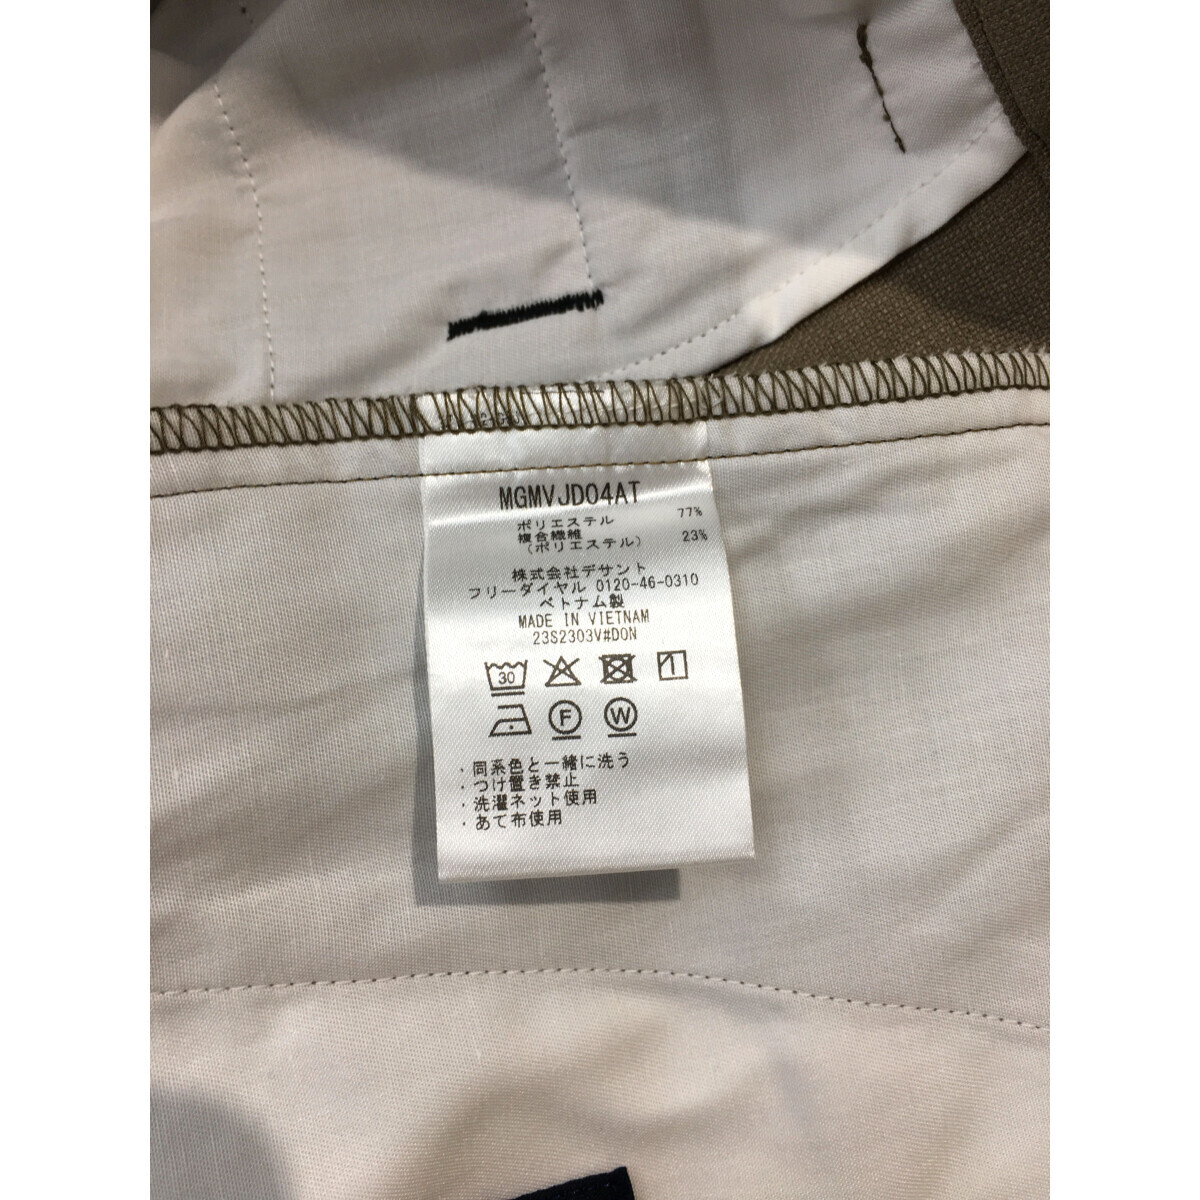 MGMVJD04AT
ポリエステル 77%
複合繊維 23%
(ポリエステル)
株式会社デサント
フリーダイヤル 0120-46-0310
ベトナム製
MADE IN VIETNAM
23S2303V#DON
30 1
F W
・同系色と一緒に洗う
・つけ置き禁止
・洗濯ネット使用
・あて布使用